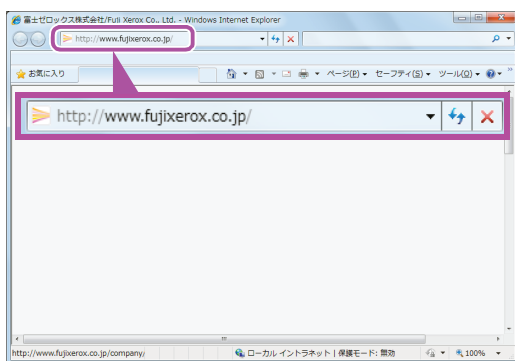 富士ゼロックス株式会社/Fuji Xerox Co., Ltd. - Windows Internet Explorer
http://www.fujixerox.co.jp/
お気に入り
ページ(P) セーフティ(S) ツール(O)
http://www.fujixerox.co.jp/
http://www.fujixerox.co.jp/company/
ローカル イントラネット | 保護モード: 無効
100%